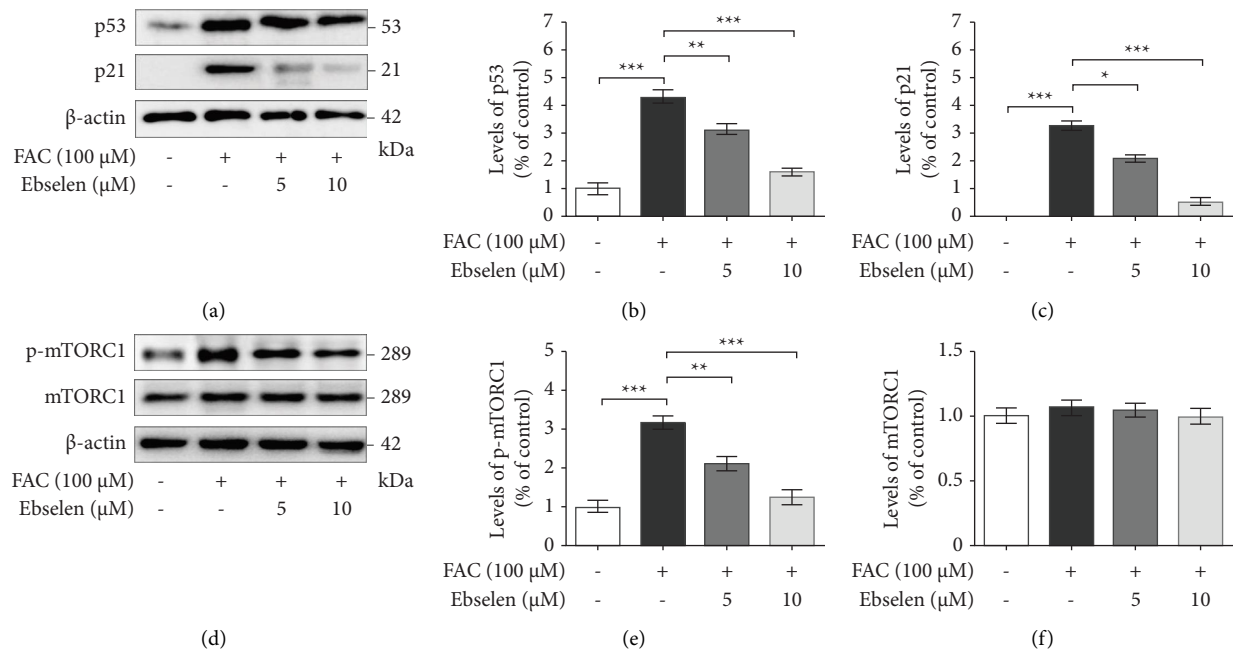 p53
53
p21
21
β-actin
42
kDa
FAC (100 μM) - + + +
Ebselen (μM) - - 5 10
(a)
Levels of p53
(% of control)
7
6
5
4
3
2
1
0
***
**
***
FAC (100 μM) - + + +
Ebselen (μM) - - 5 10
(b)
Levels of p21
(% of control)
7
6
5
4
3
2
1
0
***
*
***
FAC (100 μM) - + + +
Ebselen (μM) - - 5 10
(c)
p-mTORC1
289
mTORC1
289
β-actin
42
kDa
FAC (100 μM) - + + +
Ebselen (μM) - - 5 10
(d)
Levels of p-mTORC1
(% of control)
5
4
3
2
1
0
***
**
***
FAC (100 μM) - + + +
Ebselen (μM) - - 5 10
(e)
Levels of mTORC1
(% of control)
1.5
1.0
0.5
0
FAC (100 μM) - + + +
Ebselen (μM) - - 5 10
(f)